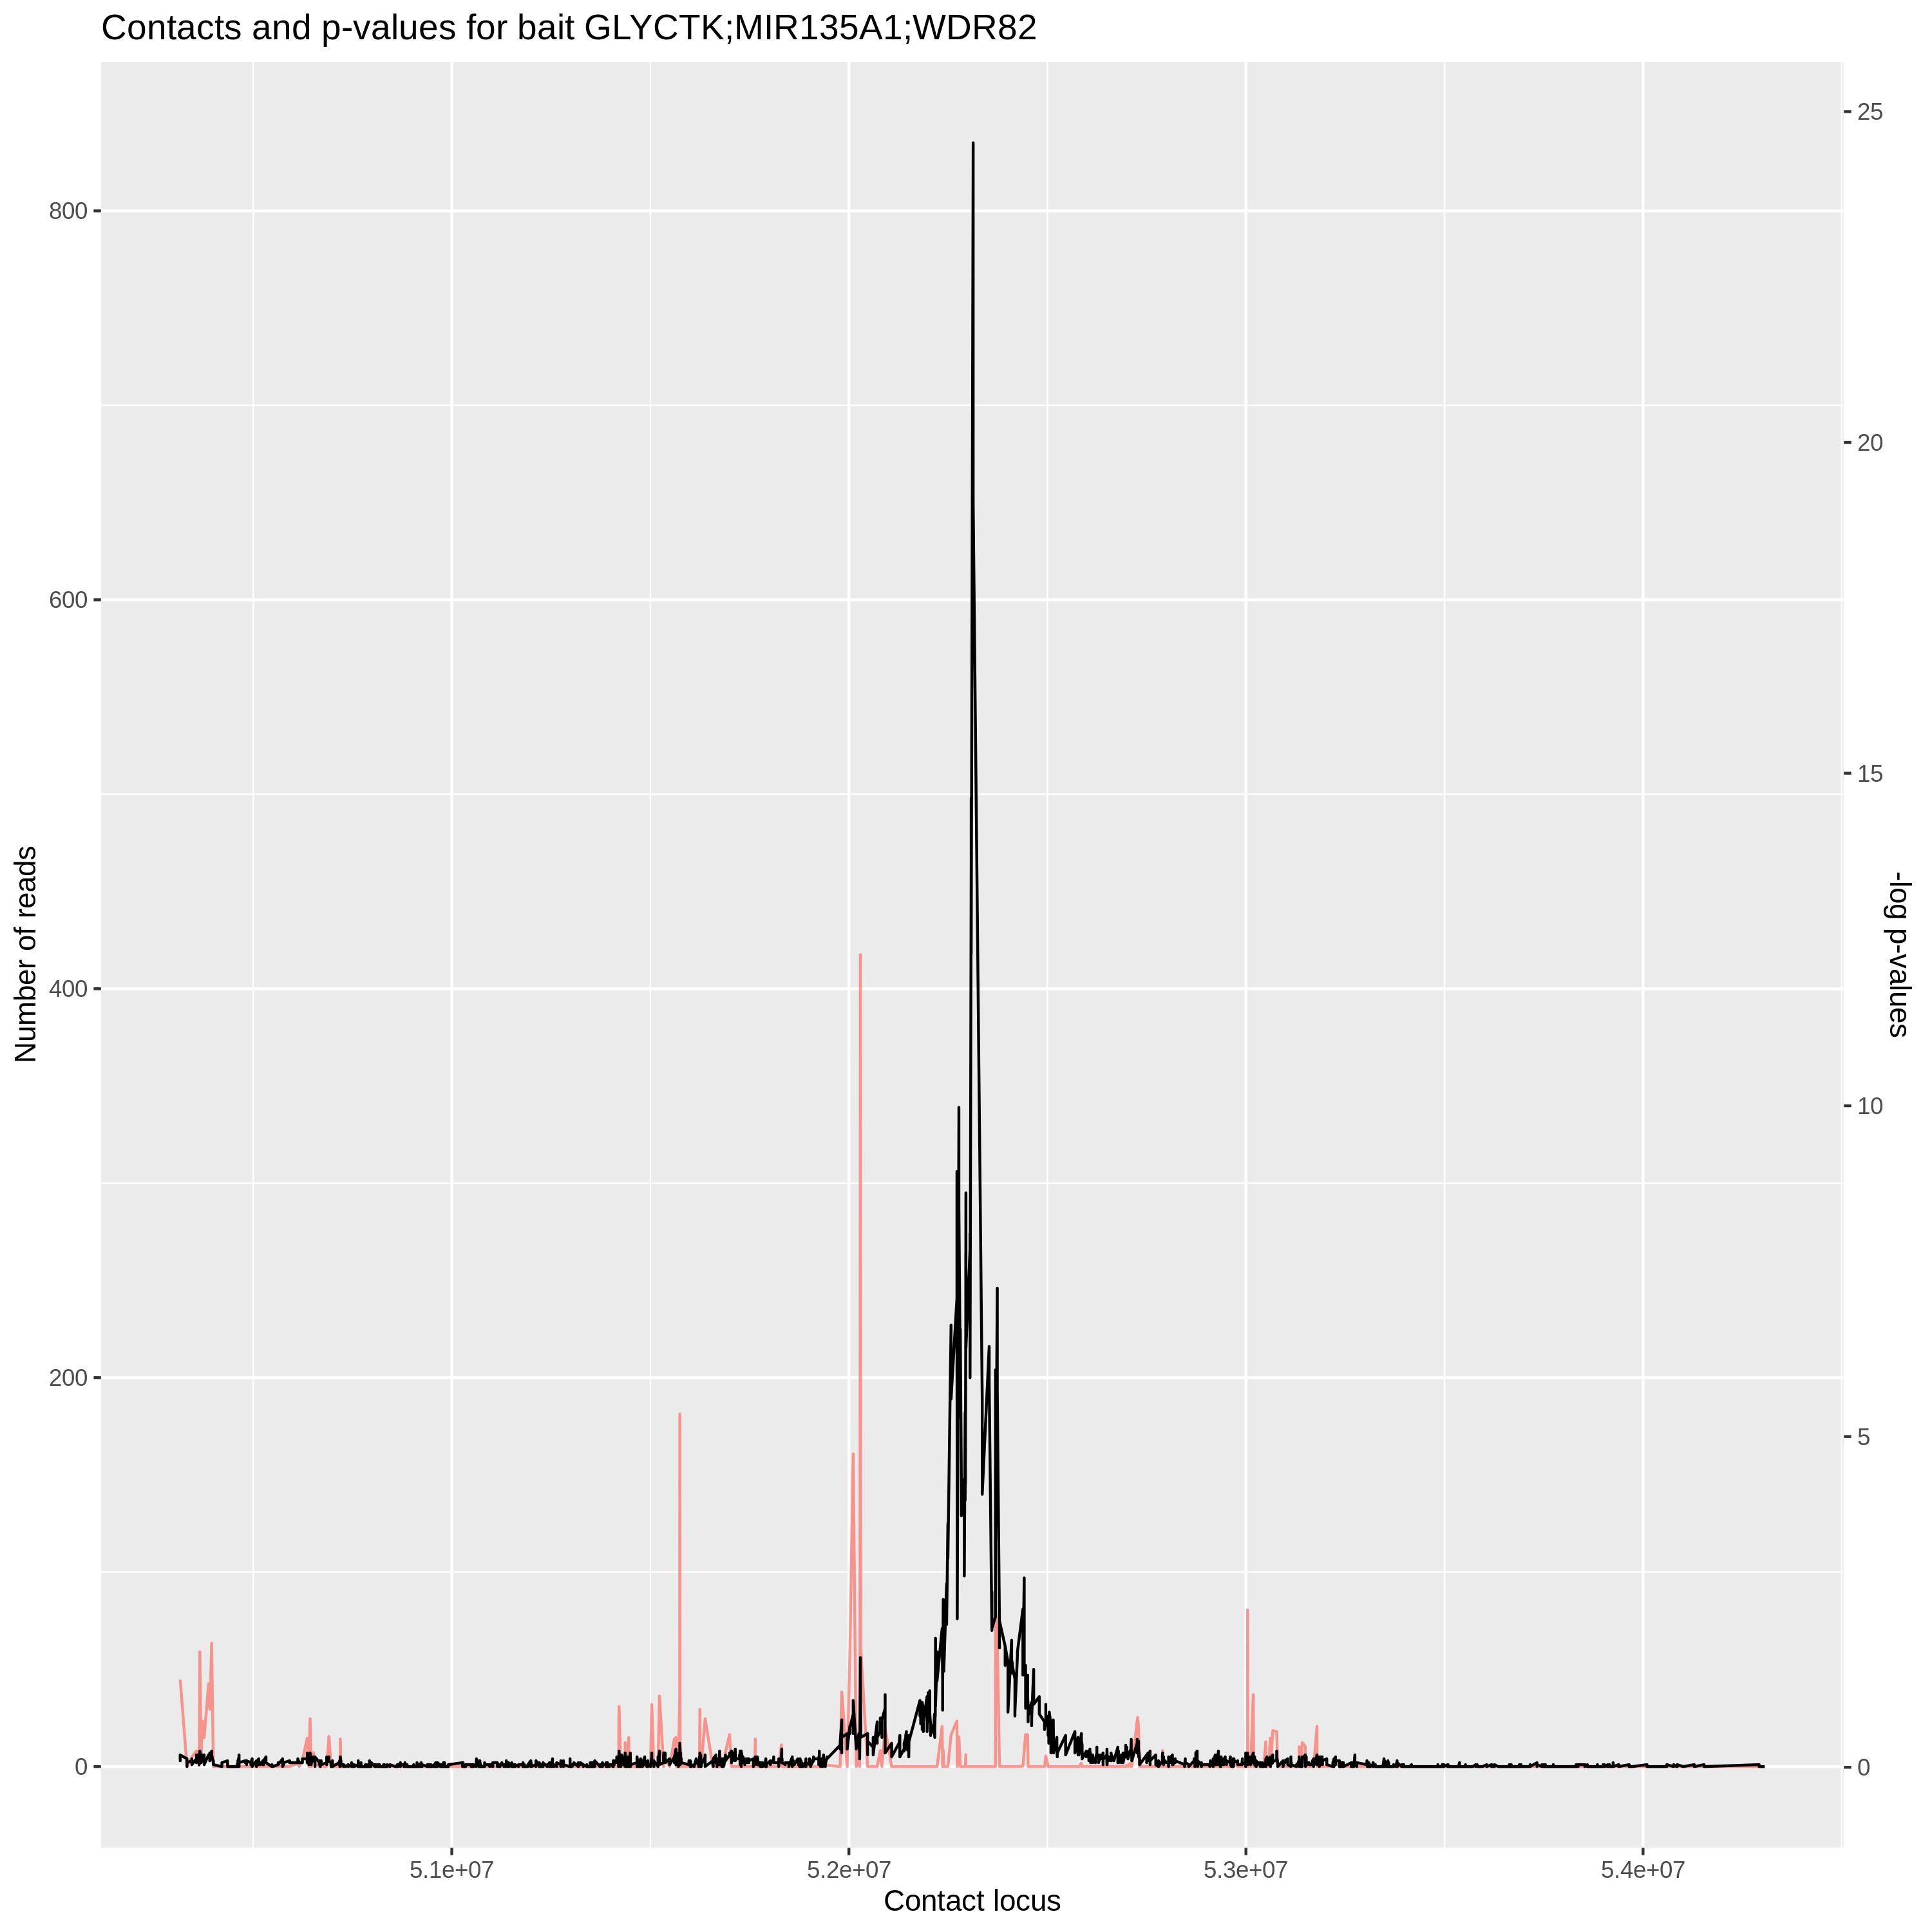 Contacts and p-values for bait GLYCTK;MIR135A1;WDR82
Number of reads
800
600
400
200
0
25
20
15
10
5
0
-log p-values
5.1e+07 5.2e+07 5.3e+07 5.4e+07
Contact locus